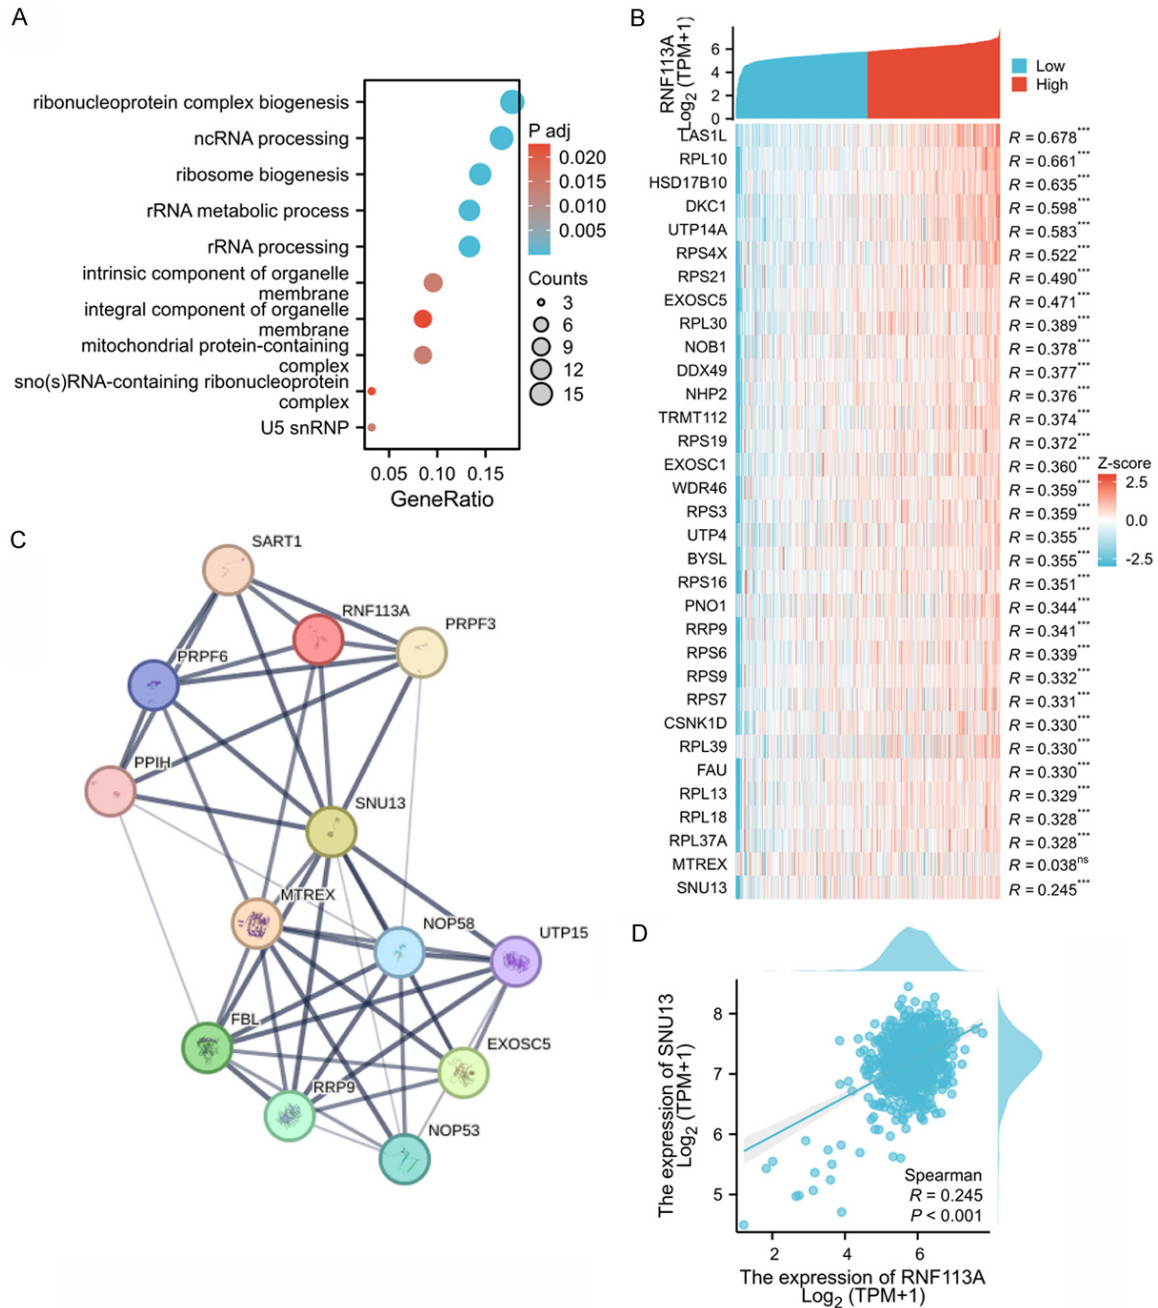 A
ribonucleoprotein complex biogenesis
ncRNA processing
ribosome biogenesis
rRNA metabolic process
rRNA processing
intrinsic component of organelle
membrane
integral component of organelle
membrane
mitochondrial protein-containing
complex
sno(s)RNA-containing ribonucleoprotein
complex
U5 snRNP
0.05 0.10 0.15
GeneRatio
P adj
0.020
0.015
0.010
0.005
Counts
3
6
9
12
15
B
RNF113A
Log2 (TPM+1)
6
4
2
0
Low
High
LAS1L R = 0.678***
RPL10 R = 0.661***
HSD17B10 R = 0.635***
DKC1 R = 0.598***
UTP14A R = 0.583***
RPS4X R = 0.522***
RPS21 R = 0.490***
EXOSC5 R = 0.471***
RPL30 R = 0.389***
NOB1 R = 0.378***
DDX49 R = 0.377***
NHP2 R = 0.376***
TRMT112 R = 0.374***
RPS19 R = 0.372***
EXOSC1 R = 0.360***
WDR46 R = 0.359***
RPS3 R = 0.359***
UTP4 R = 0.355***
BYSL R = 0.355***
RPS16 R = 0.351***
PNO1 R = 0.344***
RRP9 R = 0.341***
RPS6 R = 0.339***
RPS9 R = 0.332***
RPS7 R = 0.331***
CSNK1D R = 0.330***
RPL39 R = 0.330***
FAU R = 0.330***
RPL13 R = 0.329***
RPL18 R = 0.328***
RPL37A R = 0.328***
MTREX R = 0.038ns
SNU13 R = 0.245***
Z-score
2.5
0.0
-2.5
C
SART1
RNF113A
PRPF3
PRPF6
PPIH
SNU13
MTREX
NOP58
UTP15
FBL
EXOSC5
RRP9
NOP53
D
The expression of SNU13
Log2 (TPM+1)
8
7
6
5
Spearman
R = 0.245
P < 0.001
2 4 6
The expression of RNF113A
Log2 (TPM+1)